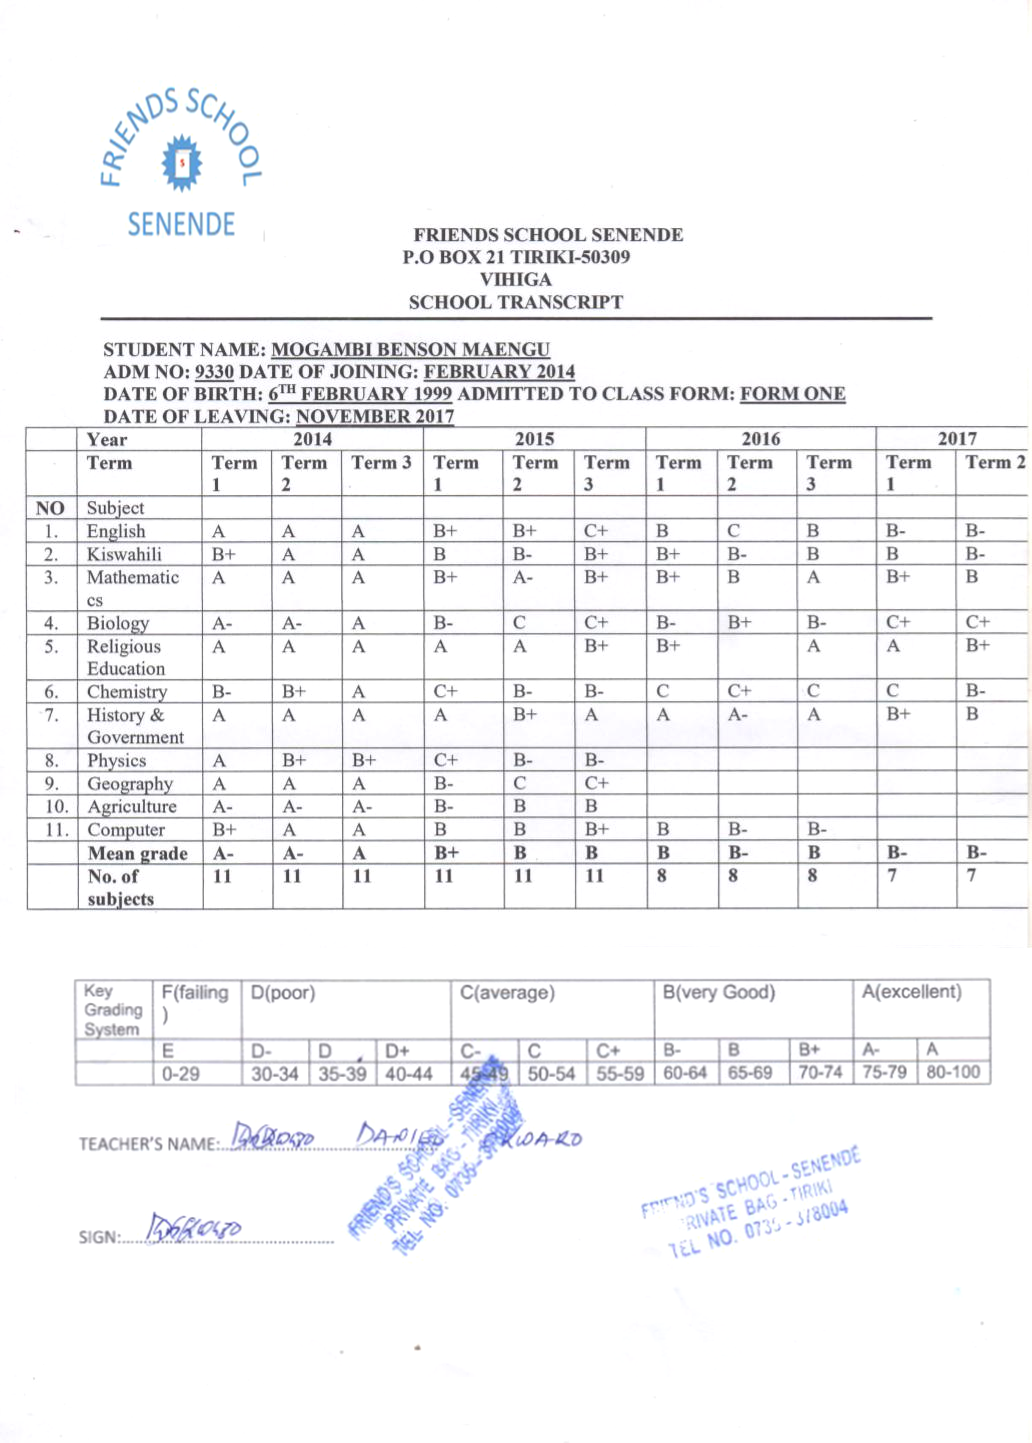 FRIENDS SCHOOL
S
SENENDE
FRIENDS SCHOOL SENENDE
P.O BOX 21 TIRIKI-50309
VIHIGA
SCHOOL TRANSCRIPT
STUDENT NAME: MOGAMBI BENSON MAENGU
ADM NO: 9330 DATE OF JOINING: FEBRUARY 2014
DATE OF BIRTH: 6TH FEBRUARY 1999 ADMITTED TO CLASS FORM: FORM ONE
DATE OF LEAVING: NOVEMBER 2017
Year 2014 2015 2016 2017
Term Term 1 Term 2 Term 3 Term 1 Term 2 Term 3 Term 1 Term 2 Term 3 Term 1 Term 2
NO Subject
1. English A A A B+ B+ C+ B C B B- B-
2. Kiswahili B+ A A B B- B+ B+ B- B B B-
3. Mathematic cs A A A B+ A- B+ B+ B A B+ B
4. Biology A- A- A B- C C+ B- B+ B- C+ C+
5. Religious Education A A A A A B+ B+ A A B+
6. Chemistry B- B+ A C+ B- B- C C+ C C B-
7. History & Government A A A A B+ A A A- A B+ B
8. Physics A B+ B+ C+ B- B-
9. Geography A A A B- C C+
10. Agriculture A- A- A- B- B B
11. Computer B+ A A B B B+ B B- B-
Mean grade A- A- A B+ B B B B- B B- B-
No. of subjects 11 11 11 11 11 11 8 8 8 7 7
Key Grading System F(failing) D(poor) C(average) B(very Good) A(excellent)
E D- D D+ C- C C+ B- B B+ A- A
0-29 30-34 35-39 40-44 45-49 50-54 55-59 60-64 65-69 70-74 75-79 80-100
TEACHER'S NAME: DANIEL
SIGN:
FRIEND'S SCHOOL - SENENDE
PRIVATE BAG - TIRIKI
TEL NO. 0735 - 378004
FRIEND'S SCHOOL - SENENDE
PRIVATE BAG - TIRIKI
TEL NO. 0735 - 378004